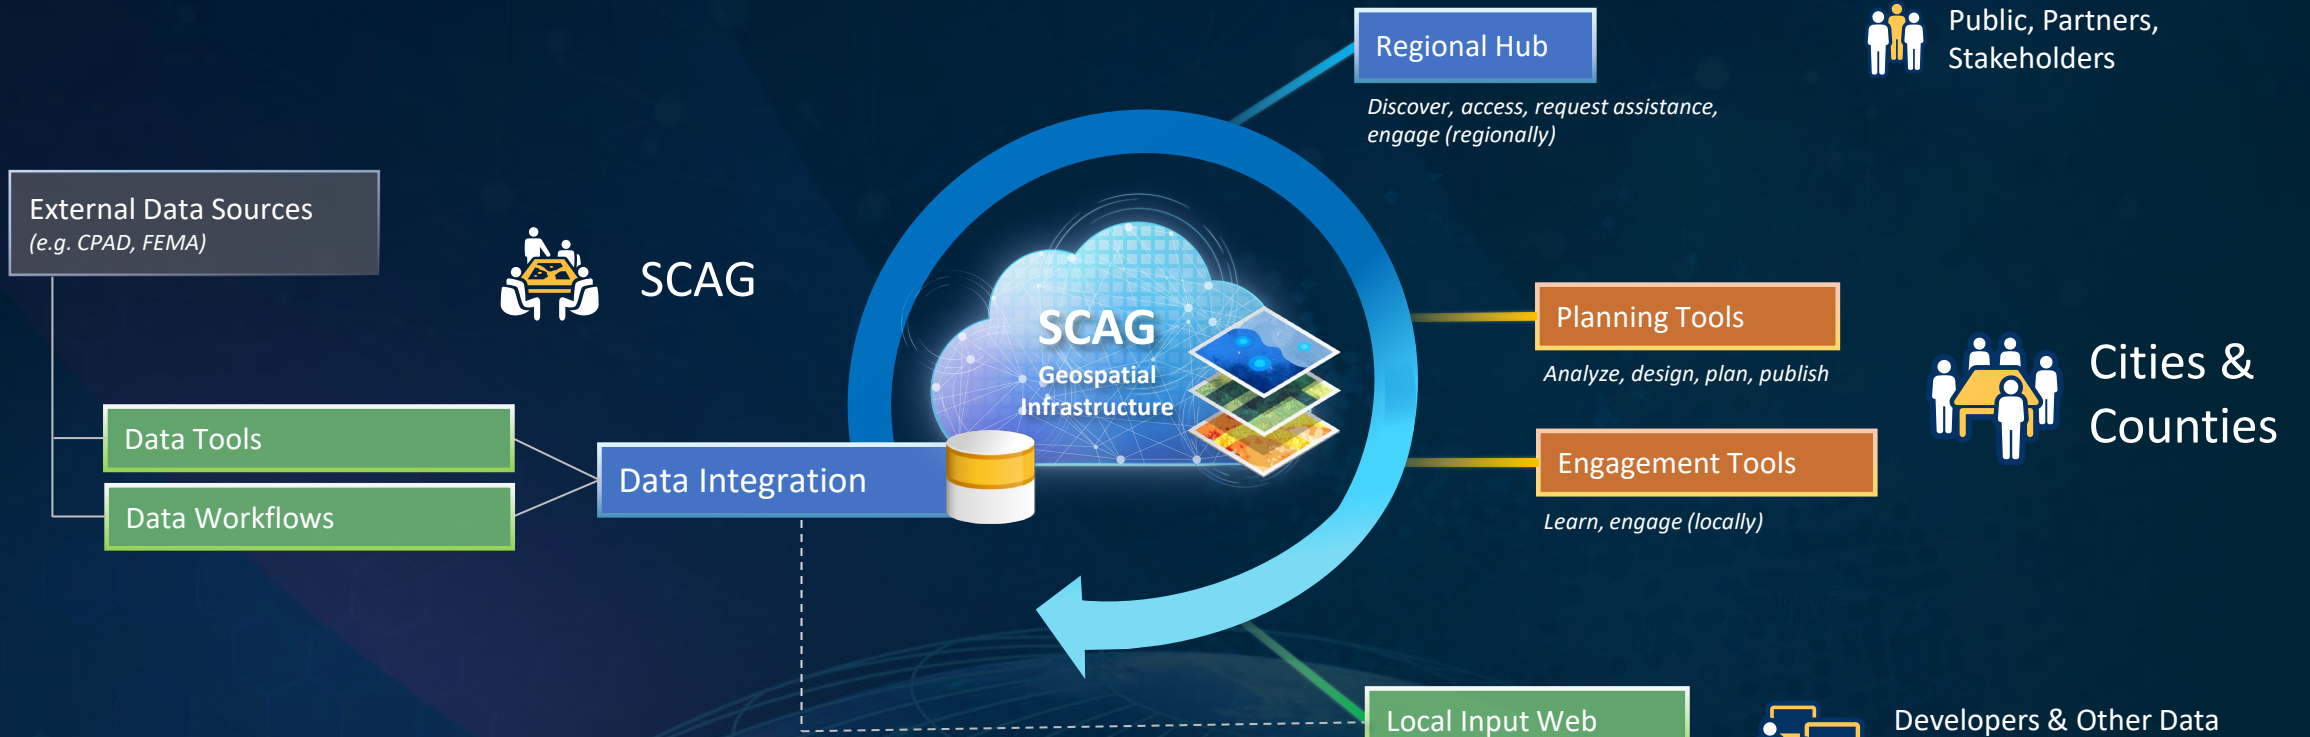 Regional Hub
Discover, access, request assistance,
engage (regionally)
Public, Partners,
Stakeholders
External Data Sources
(e.g. CPAD, FEMA)
SCAG
SCAG
Geospatial
Infrastructure
Planning Tools
Analyze, design, plan, publish
Cities &
Counties
Data Tools
Data Workflows
Data Integration
Engagement Tools
Learn, engage (locally)
Local Input Web
Developers & Other Data